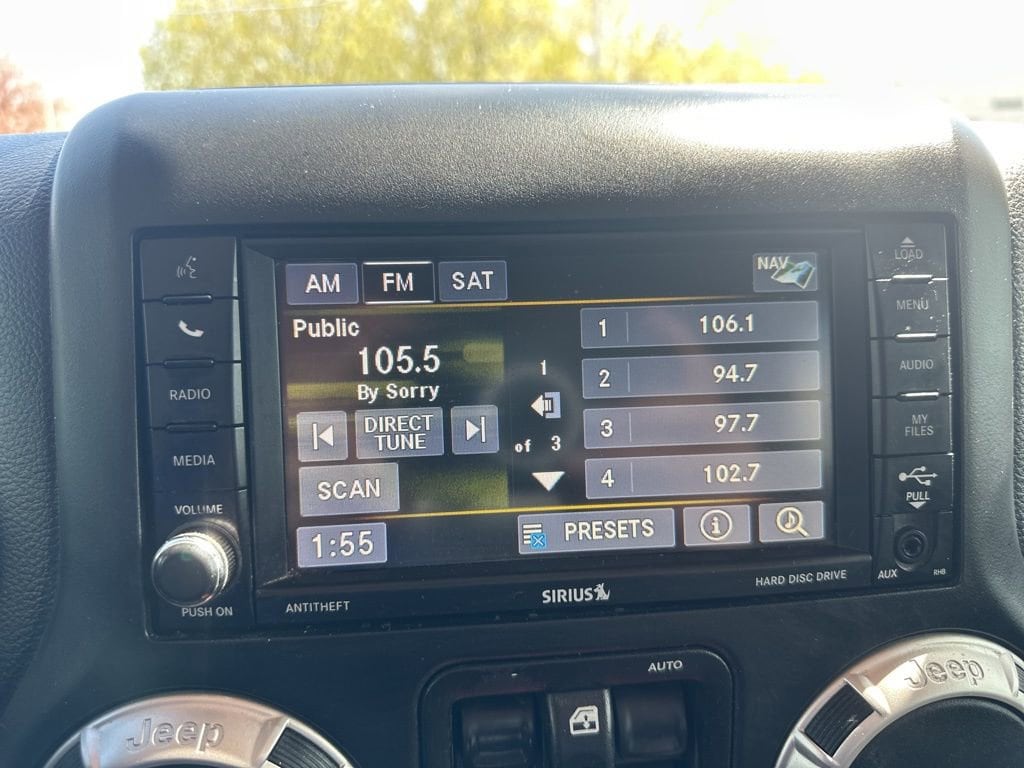 AM FM SAT NAV
Public
105.5
By Sorry
DIRECT
TUNE
SCAN
1:55
1
of 3
1 106.1
2 94.7
3 97.7
4 102.7
PRESETS
RADIO
MEDIA
VOLUME
PUSH ON
LOAD
MENU
AUDIO
MY
FILES
PULL
AUX
RHB
ANTITHEFT
SIRIUS
HARD DISC DRIVE
AUTO
Jeep
Jeep